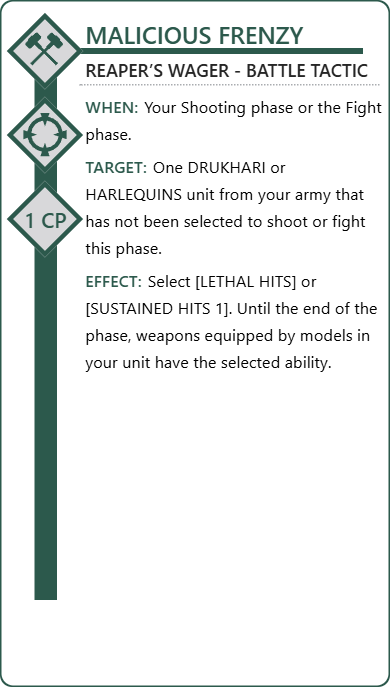 MALICIOUS FRENZY
REAPER’S WAGER - BATTLE TACTIC
WHEN: Your Shooting phase or the Fight
phase.
TARGET: One DRUKHARI or
HARLEQUINS unit from your army that
has not been selected to shoot or fight
this phase.
1 CP
EFFECT: Select [LETHAL HITS] or
[SUSTAINED HITS 1]. Until the end of the
phase, weapons equipped by models in
your unit have the selected ability.